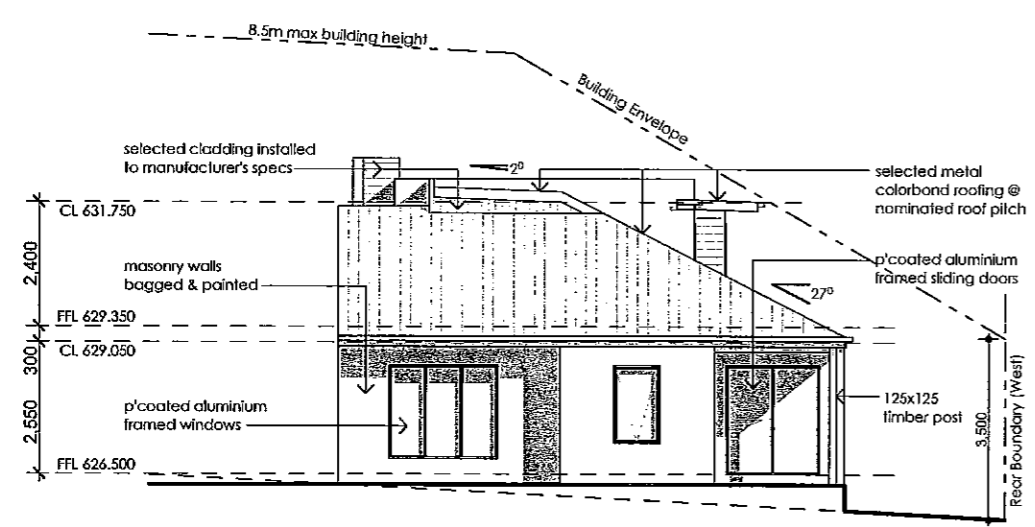 8.5m max building height
Building Envelope
selected cladding installed
to manufacturer's specs
2°
selected metal
colorbond roofing @
nominated roof pitch
CL 631.750
2,400
masonry walls
bagged & painted
p'coated aluminium
framed sliding doors
27°
FFL 629.350
300
CL 629.050
2,550
p'coated aluminium
framed windows
125x125
timber post
3,500
Rear Boundary (West)
FFL 626.500